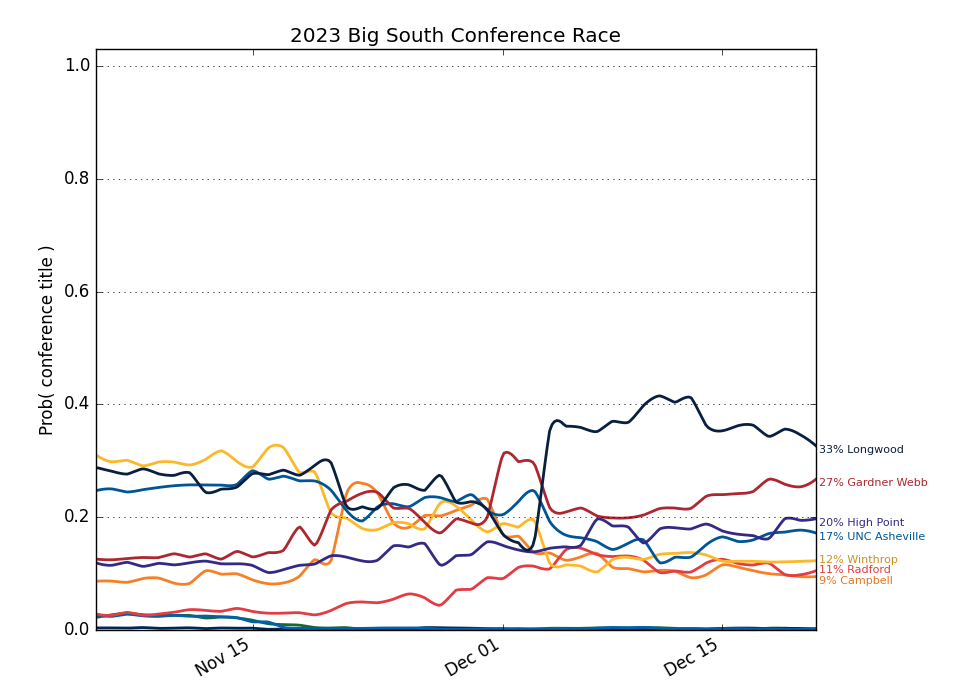 2023 Big South Conference Race
Prob( conference title )
1.0
0.8
0.6
0.4
0.2
0.0
Nov 15
Dec 01
Dec 15
33% Longwood
27% Gardner Webb
20% High Point
17% UNC Asheville
12% Winthrop
11% Radford
9% Campbell